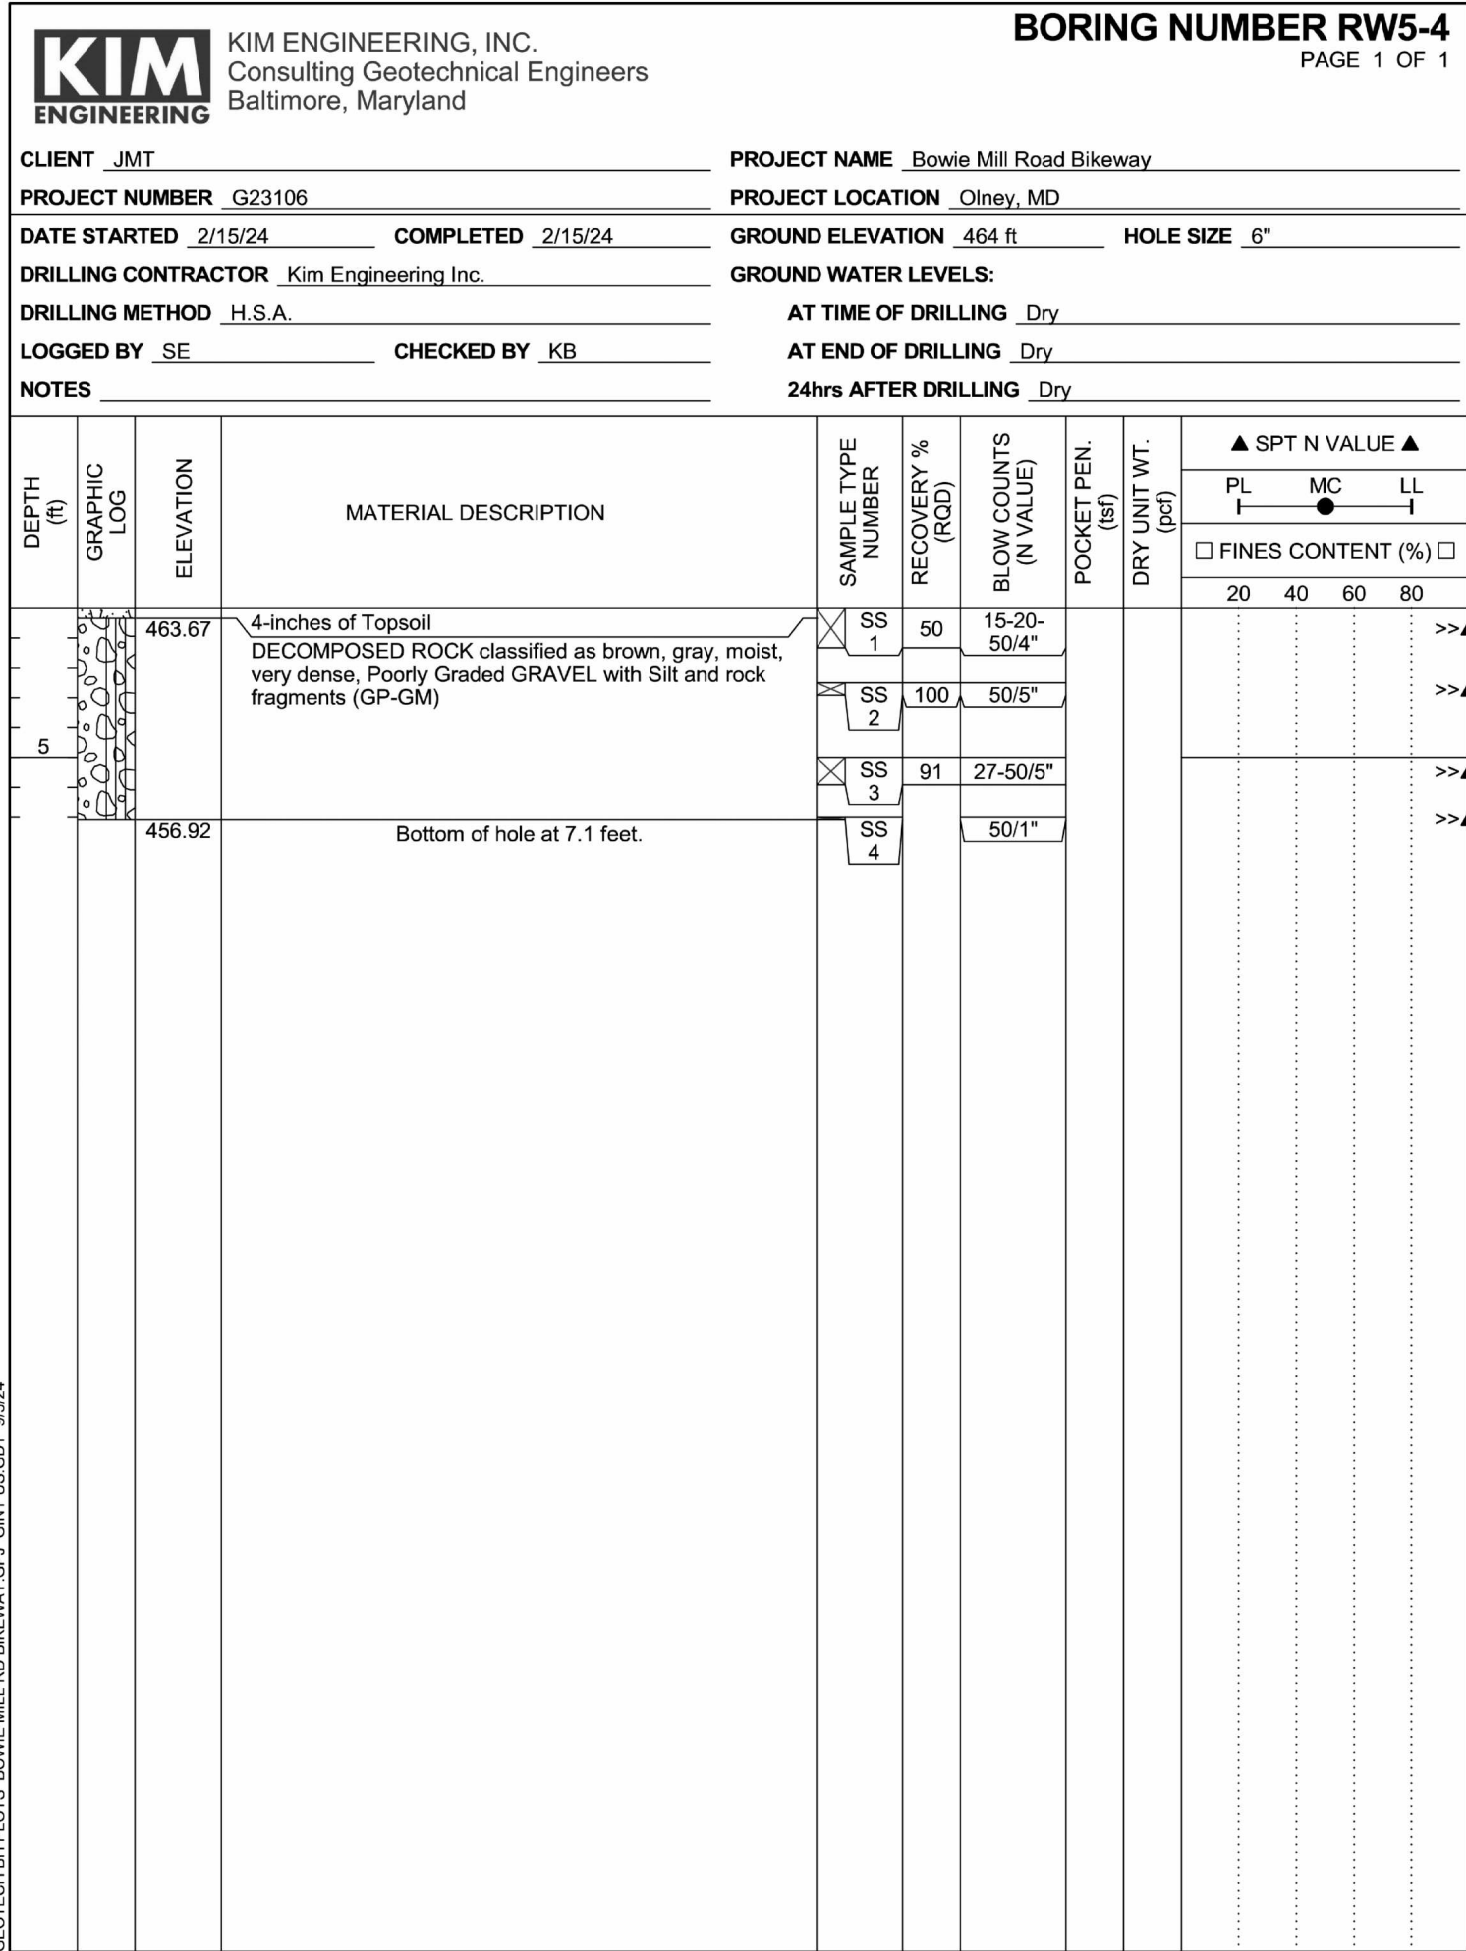 BORING NUMBER RW5-4
PAGE 1 OF 1
KIM
ENGINEERING
KIM ENGINEERING, INC.
Consulting Geotechnical Engineers
Baltimore, Maryland
CLIENT JMT PROJECT NAME Bowie Mill Road Bikeway
PROJECT NUMBER G23106 PROJECT LOCATION Olney, MD
DATE STARTED 2/15/24 COMPLETED 2/15/24 GROUND ELEVATION 464 ft HOLE SIZE 6"
DRILLING CONTRACTOR Kim Engineering Inc. GROUND WATER LEVELS:
DRILLING METHOD H.S.A. AT TIME OF DRILLING Dry
LOGGED BY SE CHECKED BY KB AT END OF DRILLING Dry
NOTES 24hrs AFTER DRILLING Dry
DEPTH
(ft)
GRAPHIC
LOG
ELEVATION
MATERIAL DESCRIPTION
SAMPLE TYPE
NUMBER
RECOVERY %
(RQD)
BLOW COUNTS
(N VALUE)
POCKET PEN.
(tsf)
DRY UNIT WT.
(pcf)
▲ SPT N VALUE ▲
PL MC LL
□ FINES CONTENT (%) □
20 40 60 80
463.67 4-inches of Topsoil
DECOMPOSED ROCK classified as brown, gray, moist,
very dense, Poorly Graded GRAVEL with Silt and rock
fragments (GP-GM)
SS
1
50
15-20-
50/4"
>>▲
SS
2
100
50/5"
>>▲
5
SS
3
91
27-50/5"
>>▲
456.92 Bottom of hole at 7.1 feet.
SS
4
50/1"
>>▲